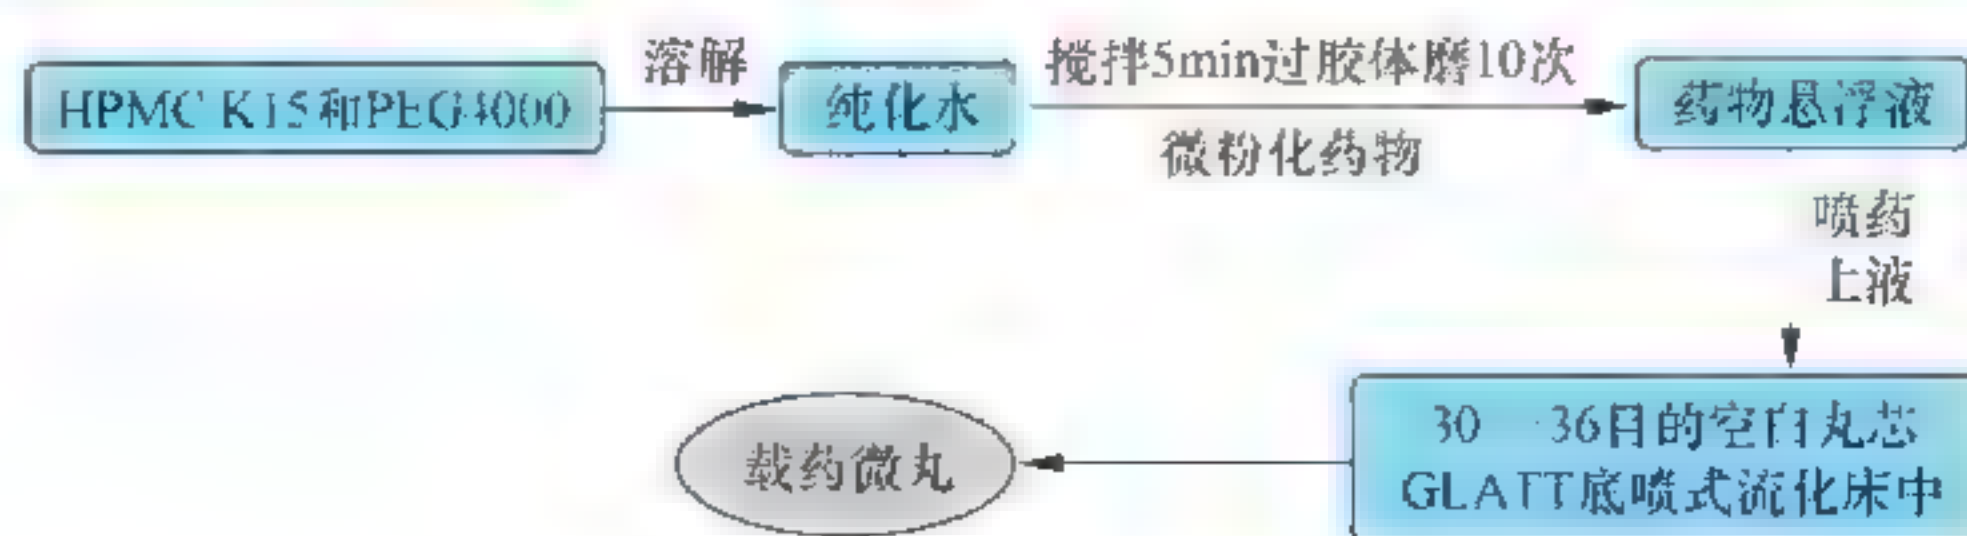 HPMC K15和PEG4000
溶解
纯化水
搅拌5min过胶体磨10次
微粉化药物
药物悬浮液
喷药
上液
30 36目的空白丸芯
GLATT底喷式流化床中
载药微丸